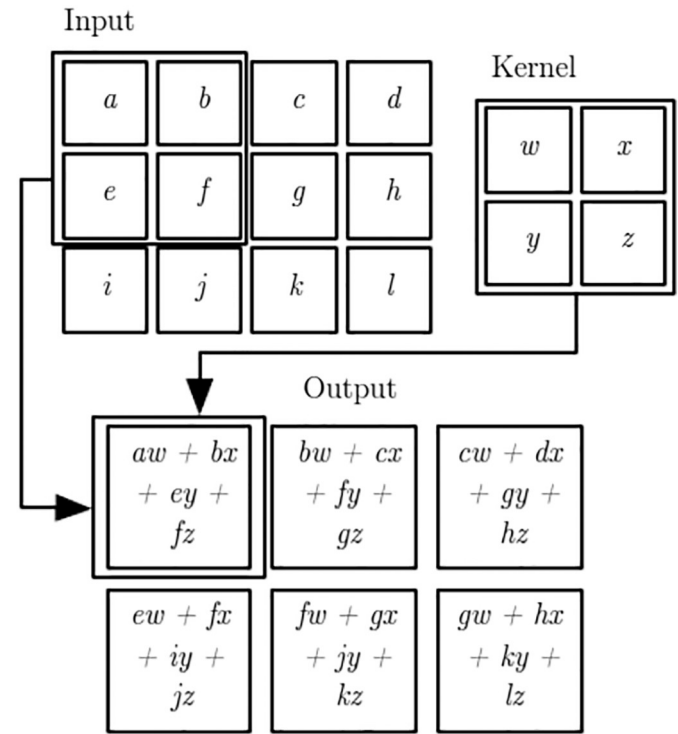 Input
a b c d
e f g h
i j k l
Kernel
w x
y z
Output
aw + bx
+ ey +
fz
bw + cx
+ fy +
gz
cw + dx
+ gy +
hz
ew + fx
+ iy +
jz
fw + gx
+ jy +
kz
gw + hx
+ ky +
lz